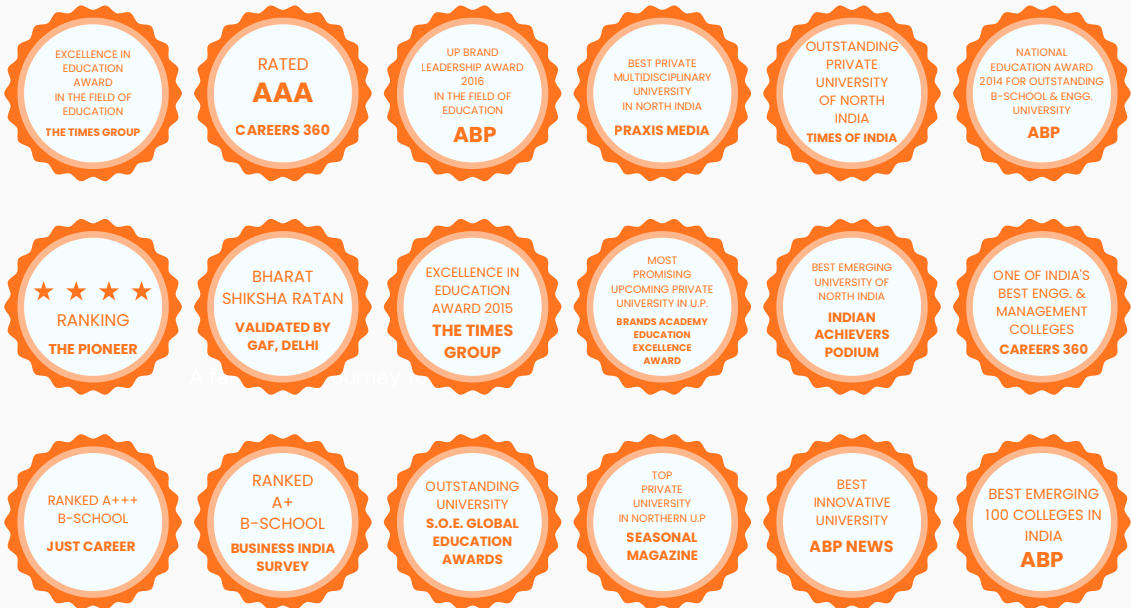 EXCELLENCE IN
EDUCATION
AWARD
IN THE FIELD OF
EDUCATION
THE TIMES GROUP
RATED
AAA
CAREERS 360
UP BRAND
LEADERSHIP AWARD
2016
IN THE FIELD OF
EDUCATION
ABP
BEST PRIVATE
MULTIDISCIPLINARY
UNIVERSITY
IN NORTH INDIA
PRAXIS MEDIA
OUTSTANDING
PRIVATE
UNIVERSITY
OF NORTH
INDIA
TIMES OF INDIA
NATIONAL
EDUCATION AWARD
2014 FOR OUTSTANDING
B-SCHOOL & ENGG.
UNIVERSITY
ABP
★ ★ ★ ★
RANKING
THE PIONEER
BHARAT
SHIKSHA RATAN
VALIDATED BY
GAF, DELHI
EXCELLENCE IN
EDUCATION
AWARD 2015
THE TIMES
GROUP
MOST
PROMISING
UPCOMING PRIVATE
UNIVERSITY IN U.P.
BRANDS ACADEMY
EDUCATION
EXCELLENCE
AWARD
BEST EMERGING
UNIVERSITY OF
NORTH INDIA
INDIAN
ACHIEVERS
PODIUM
ONE OF INDIA'S
BEST ENGG. &
MANAGEMENT
COLLEGES
CAREERS 360
RANKED A+++
B-SCHOOL
JUST CAREER
RANKED
A+
B-SCHOOL
BUSINESS INDIA
SURVEY
OUTSTANDING
UNIVERSITY
S.O.E. GLOBAL
EDUCATION
AWARDS
TOP
PRIVATE
UNIVERSITY
IN NORTHERN U.P
SEASONAL
MAGAZINE
BEST
INNOVATIVE
UNIVERSITY
ABP NEWS
BEST EMERGING
100 COLLEGES IN
INDIA
ABP